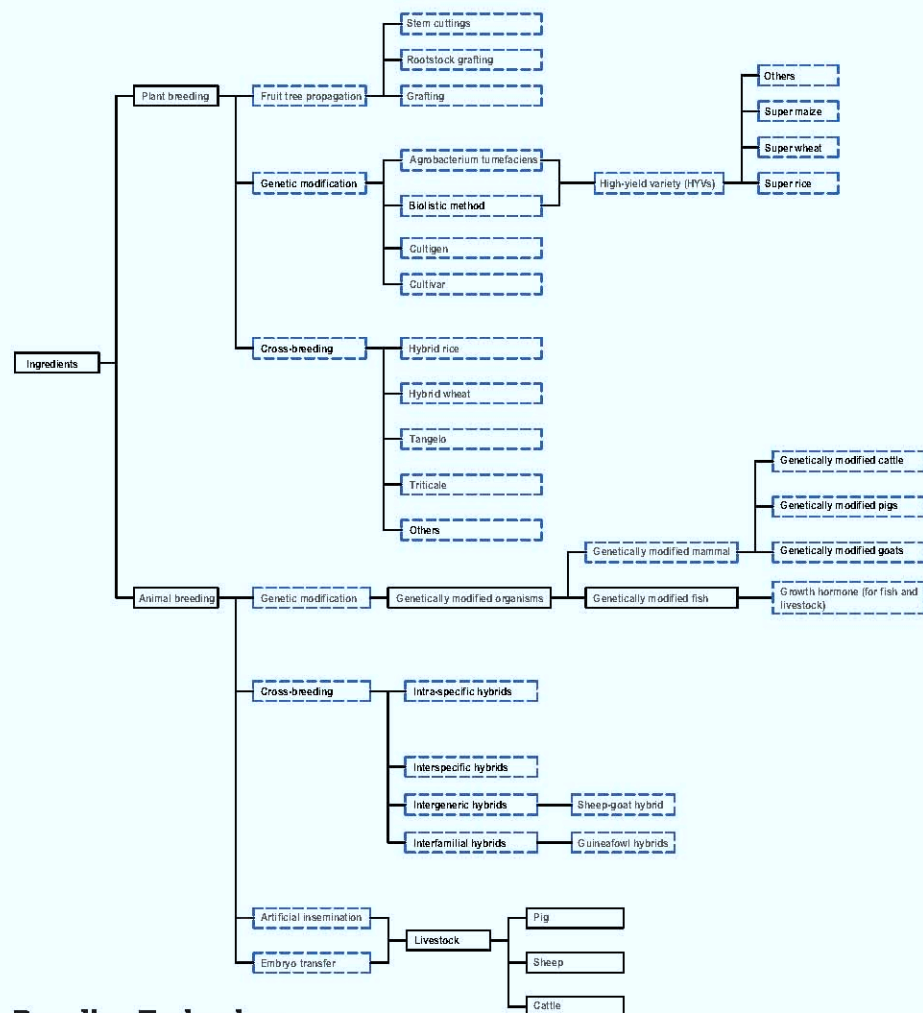 Stem cuttings
Rootstock grafting
Plant breeding
Fruit tree propagation
Grafting
Others
Super maize
Super wheat
Super rice
Agrobacterium tumefaciens
Genetic modification
High-yield variety (HYVs)
Biolistic method
Cultigen
Cultivar
Ingredients
Cross-breeding
Hybrid rice
Hybrid wheat
Tangelo
Triticale
Others
Genetically modified cattle
Genetically modified pigs
Genetically modified mammal
Genetically modified goats
Animal breeding
Genetic modification
Genetically modified organisms
Genetically modified fish
Growth hormone (for fish and
livestock)
Cross-breeding
Intra-specific hybrids
Interspecific hybrids
Intergeneric hybrids
Sheep-goat hybrid
Interfamilial hybrids
Guineafowl hybrids
Artificial insemination
Embryo transfer
Livestock
Pig
Sheep
Cattle